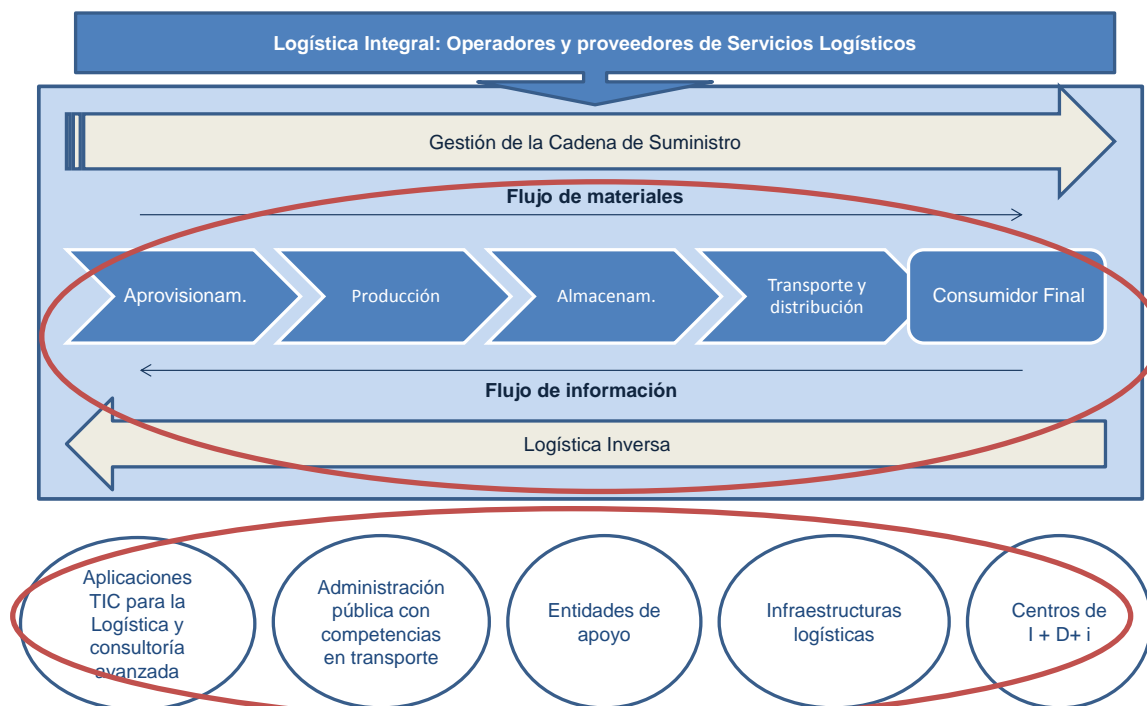 Logística Integral: Operadores y proveedores de Servicios Logísticos
Gestión de la Cadena de Suministro
Flujo de materiales
Aprovisionam.
Producción
Almacenam.
Transporte y
distribución
Consumidor Final
Flujo de información
Logística Inversa
Aplicaciones
TIC para la
Logística y
consultoría
avanzada
Administración
pública con
competencias
en transporte
Entidades de
apoyo
Infraestructuras
logísticas
Centros de
I + D+ i